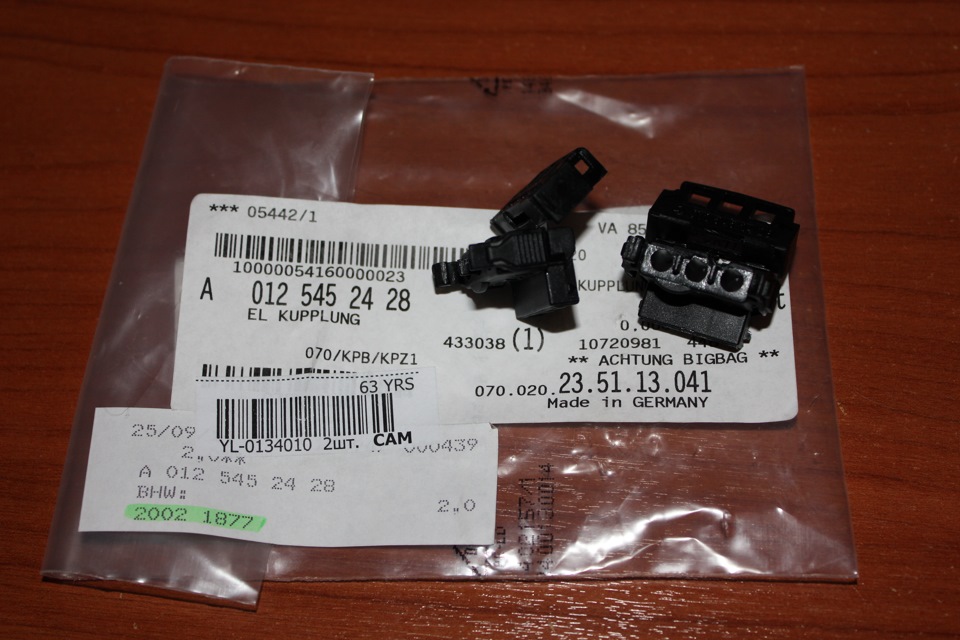 *** 05442/1
VA 85
10000054160000023
A 012 545 24 28
EL KUPPLUNG
KUPPLU
433038 (1)
10720981
070/KPB/KPZ1
** ACHTUNG BIGBAG **
070.020.23.51.13.041
Made in GERMANY
63 YRS
YL-0134010 2шт. CAM
25/09
000439
A 012 545 24 28
BHW:
2002 1877
2,0